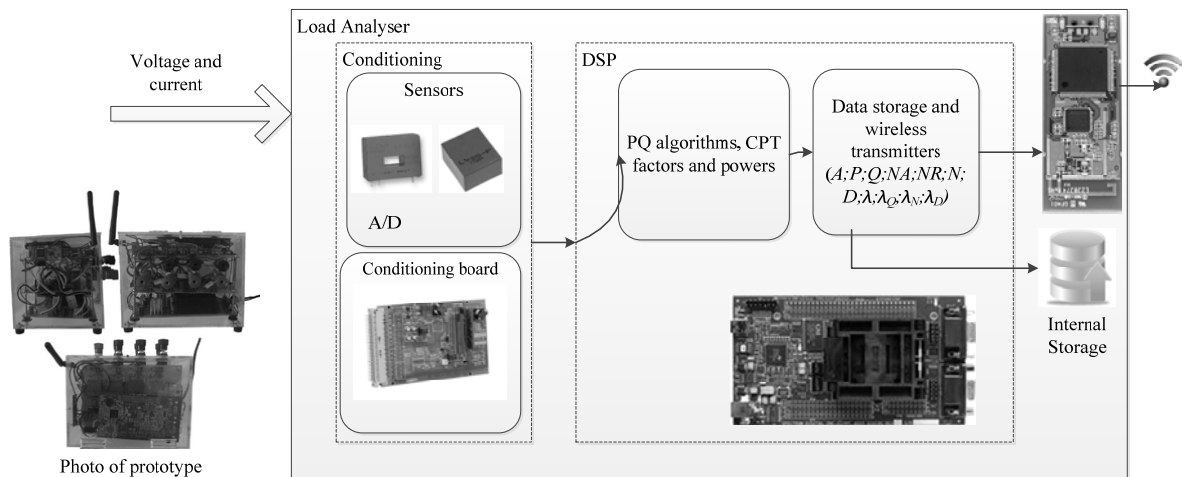 Load Analyser
Voltage and
current
Conditioning
Sensors
A/D
Conditioning board
DSP
PQ algorithms, CPT
factors and powers
Data storage and
wireless
transmitters
(A;P;Q;NA;NR;N;
D;λ;λQ;λN;λD)
Internal
Storage
Photo of prototype